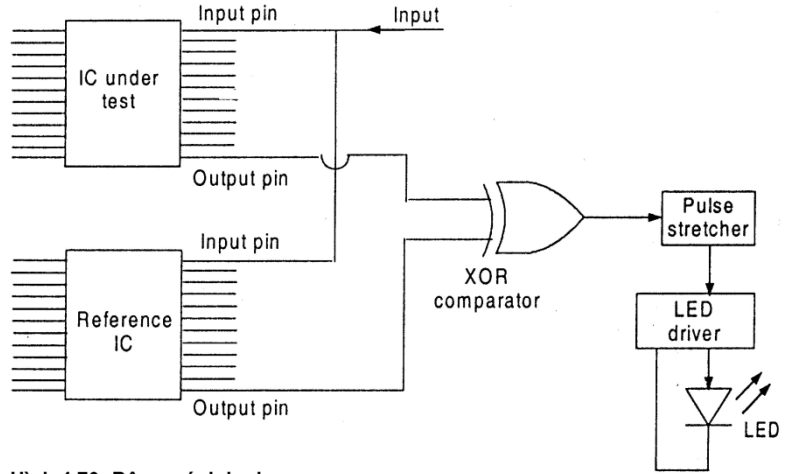 Input pin
Input
IC under
test
Output pin
Input pin
Reference
IC
Output pin
XOR
comparator
Pulse
stretcher
LED
driver
LED